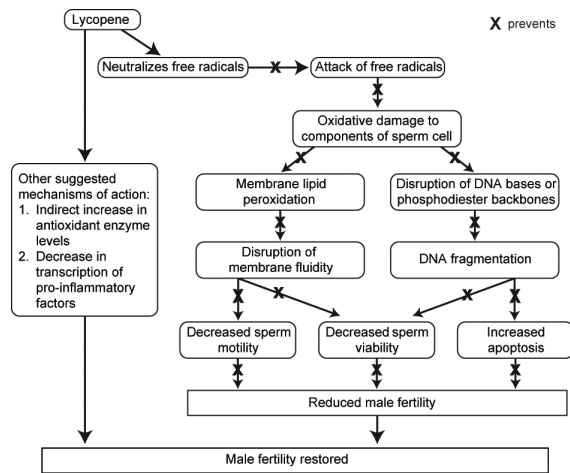 Lycopene
X prevents
Neutralizes free radicals
X
Attack of free radicals
X
Oxidative damage to
components of sperm cell
X
X
Other suggested
mechanisms of action:
1. Indirect increase in
antioxidant enzyme
levels
2. Decrease in
transcription of
pro-inflammatory
factors
Membrane lipid
peroxidation
Disruption of DNA bases or
phosphodiester backbones
X
X
Disruption of
membrane fluidity
DNA fragmentation
X
X
X
X
Decreased sperm
motility
Decreased sperm
viability
Increased
apoptosis
X
X
X
Reduced male fertility
Male fertility restored